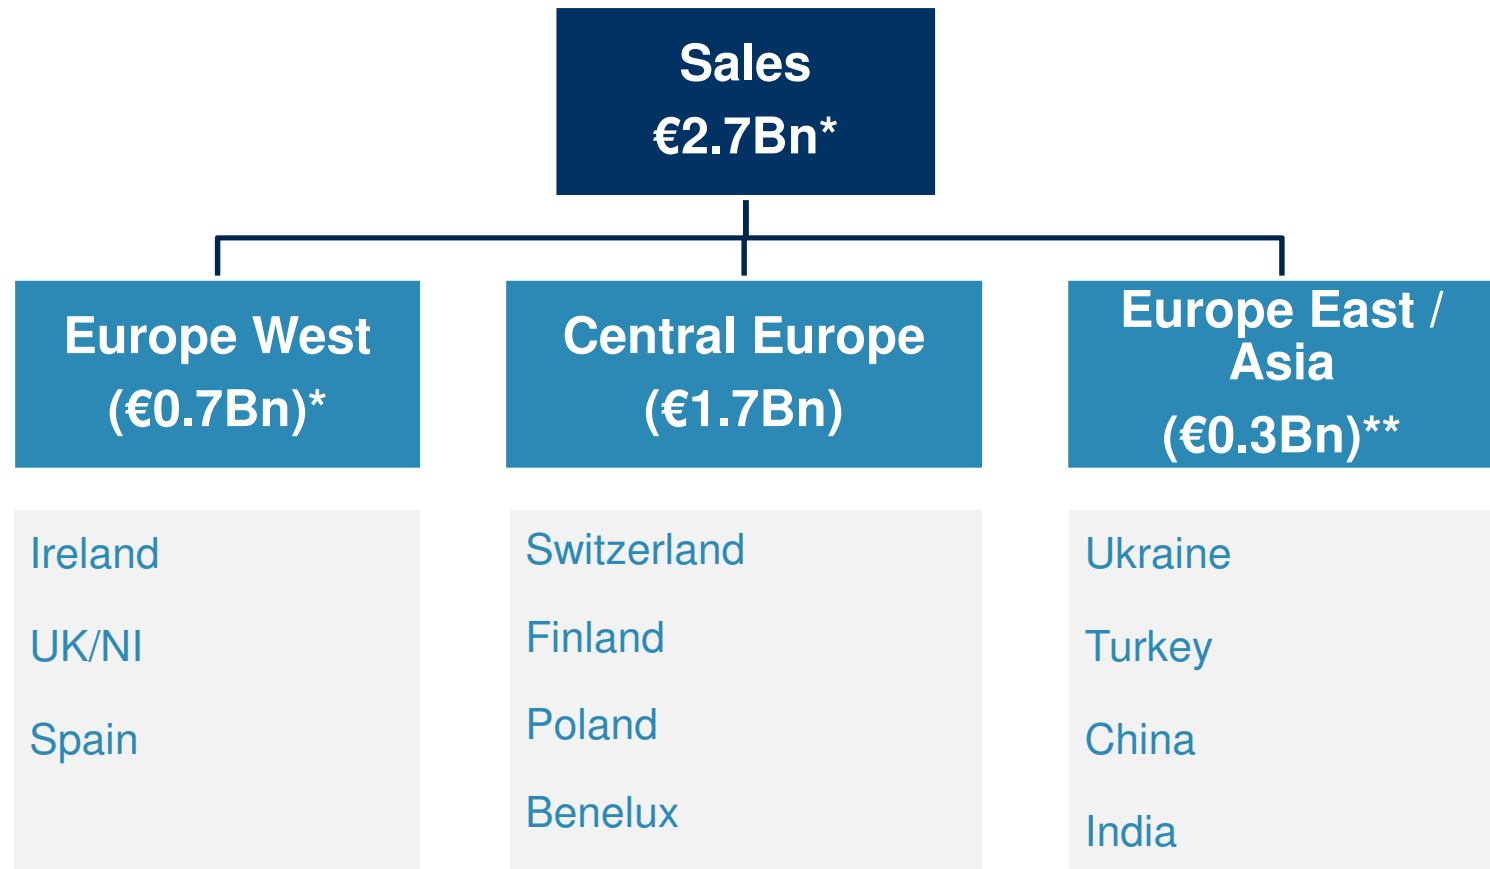 Sales
€2.7Bn*
Europe West
(€0.7Bn)*
Central Europe
(€1.7Bn)
Europe East /
Asia
(€0.3Bn)**
Ireland
UK/NI
Spain
Switzerland
Finland
Poland
Benelux
Ukraine
Turkey
China
India